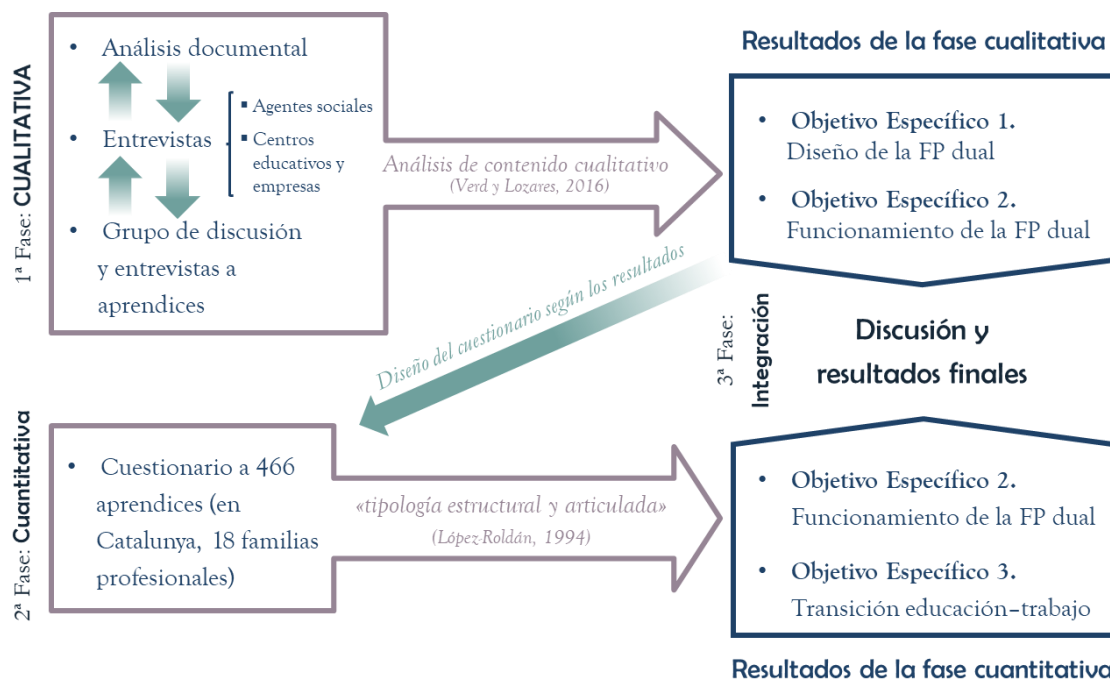 1ª Fase: CUALITATIVA
• Análisis documental
• Entrevistas
▪ Agentes sociales
▪ Centros
educativos y
empresas
• Grupo de discusión
y entrevistas a
aprendices
Análisis de contenido cualitativo
(Verd y Lozares, 2016)
Resultados de la fase cualitativa
• Objetivo Específico 1.
Diseño de la FP dual
• Objetivo Específico 2.
Funcionamiento de la FP dual
Diseño del cuestionario según los resultados
3ª Fase:
Integración
Discusión y
resultados finales
2ª Fase: Cuantitativa
• Cuestionario a 466
aprendices (en
Catalunya, 18 familias
profesionales)
«tipología estructural y articulada»
(López-Roldán, 1994)
• Objetivo Específico 2.
Funcionamiento de la FP dual
• Objetivo Específico 3.
Transición educación–trabajo
Resultados de la fase cuantitativa